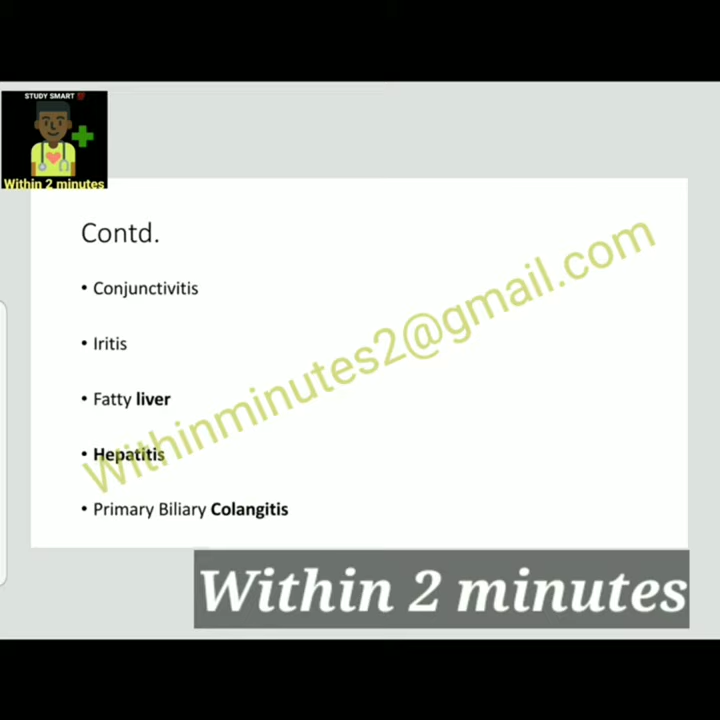 STUDY SMART 💯
Within 2 minutes
Contd.
• Conjunctivitis
• Iritis
• Fatty liver
• Hepatitis
• Primary Biliary Colangitis
Withinminutes2@gmail.com
Within 2 minutes